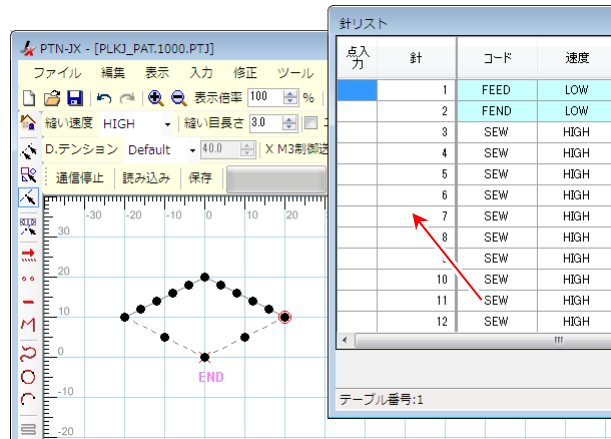 PTN-JX - [PLKJ_PAT.1000.PTJ]
ファイル 編集 表示 入力 修正 ツール
表示倍率 100 %
縫い速度 HIGH 縫い目長さ 3.0
D.テンション Default 40.0 X M3制御送
通信停止 読み込み 保存
-30 -20 -10 0 10 20
30
20
10
0
-10
-20
END
針リスト
点入力 針 コード 速度
1 FEED LOW
2 FEND LOW
3 SEW HIGH
4 SEW HIGH
5 SEW HIGH
6 SEW HIGH
7 SEW HIGH
8 SEW HIGH
SEW HIGH
10 SEW HIGH
11 SEW HIGH
12 SEW HIGH
テーブル番号:1